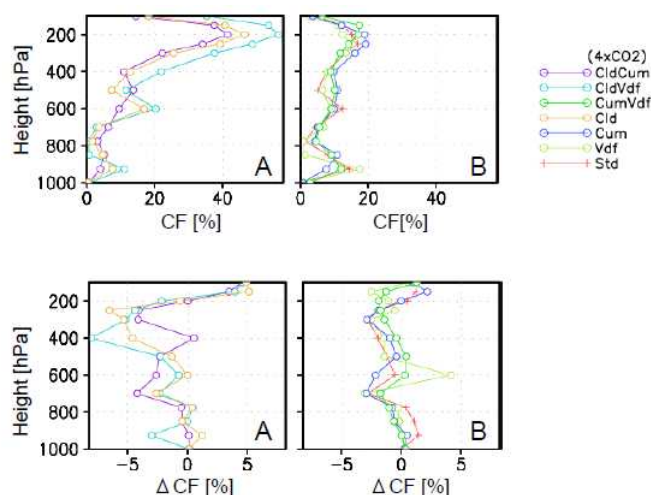 200
400
600
800
1000
0
20
40
Height [hPa]
CF [%]
A
0
20
40
CF[%]
B
(4xCO2)
CldCum
CldVdf
CumVdf
Cld
Cum
Vdf
Std
200
400
600
800
1000
-5
0
5
Height [hPa]
Δ CF [%]
A
-5
0
5
Δ CF [%]
B